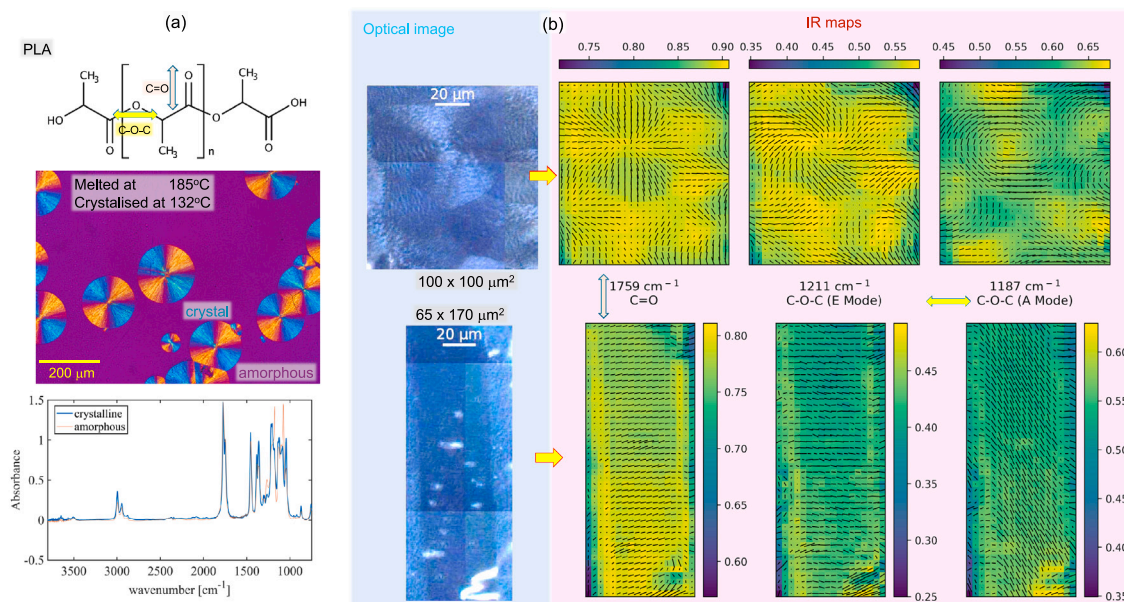 (a)
PLA
CH₃
O
C=O
O
OH
HO
C-O-C
O
CH₃
n
O
CH₃
O
Melted at 185ºC
Crystalised at 132ºC
crystal
200 μm
amorphous
1.5
1
0.5
0
-0.5
crystalline
amorphous
Absorbance
3500 3000 2500 2000 1500 1000
wavenumber [cm⁻¹]
(b)
Optical image
IR maps
20 μm
100 x 100 μm²
65 x 170 μm²
20 μm
0.75 0.80 0.85 0.90
0.35 0.40 0.45 0.50 0.55
0.45 0.50 0.55 0.60 0.65
1759 cm⁻¹
C=O
1211 cm⁻¹
C-O-C (E Mode)
1187 cm⁻¹
C-O-C (A Mode)
0.80
0.75
0.70
0.65
0.60
0.45
0.40
0.35
0.30
0.25
0.60
0.55
0.50
0.45
0.40
0.35